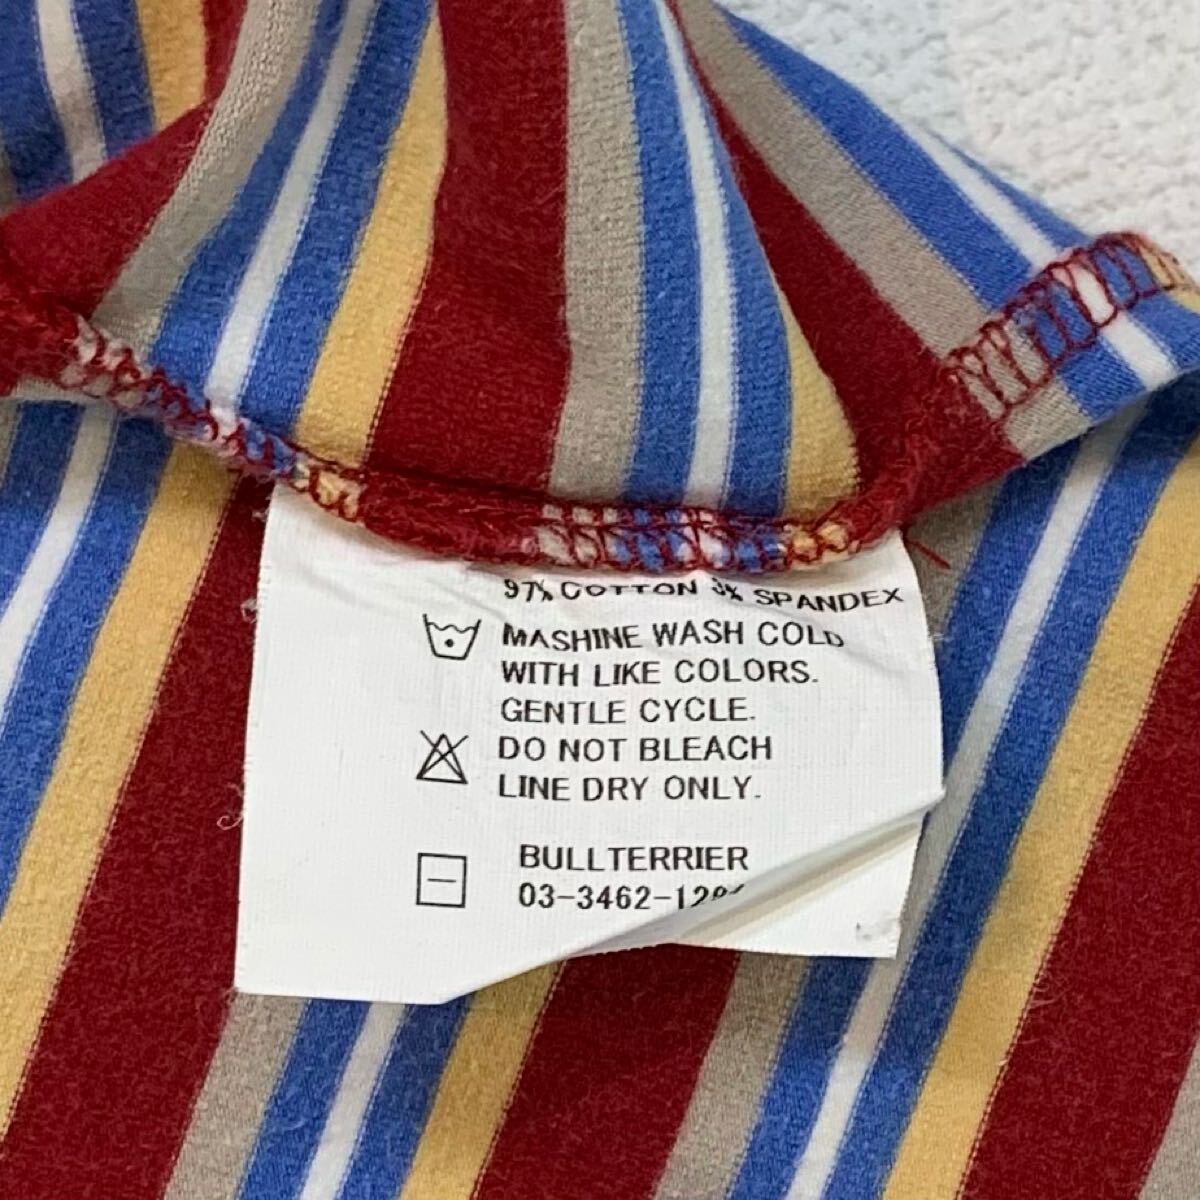 97% COTTON 3% SPANDEX
MASHINE WASH COLD
WITH LIKE COLORS.
GENTLE CYCLE.
DO NOT BLEACH
LINE DRY ONLY.
BULLTERRIER